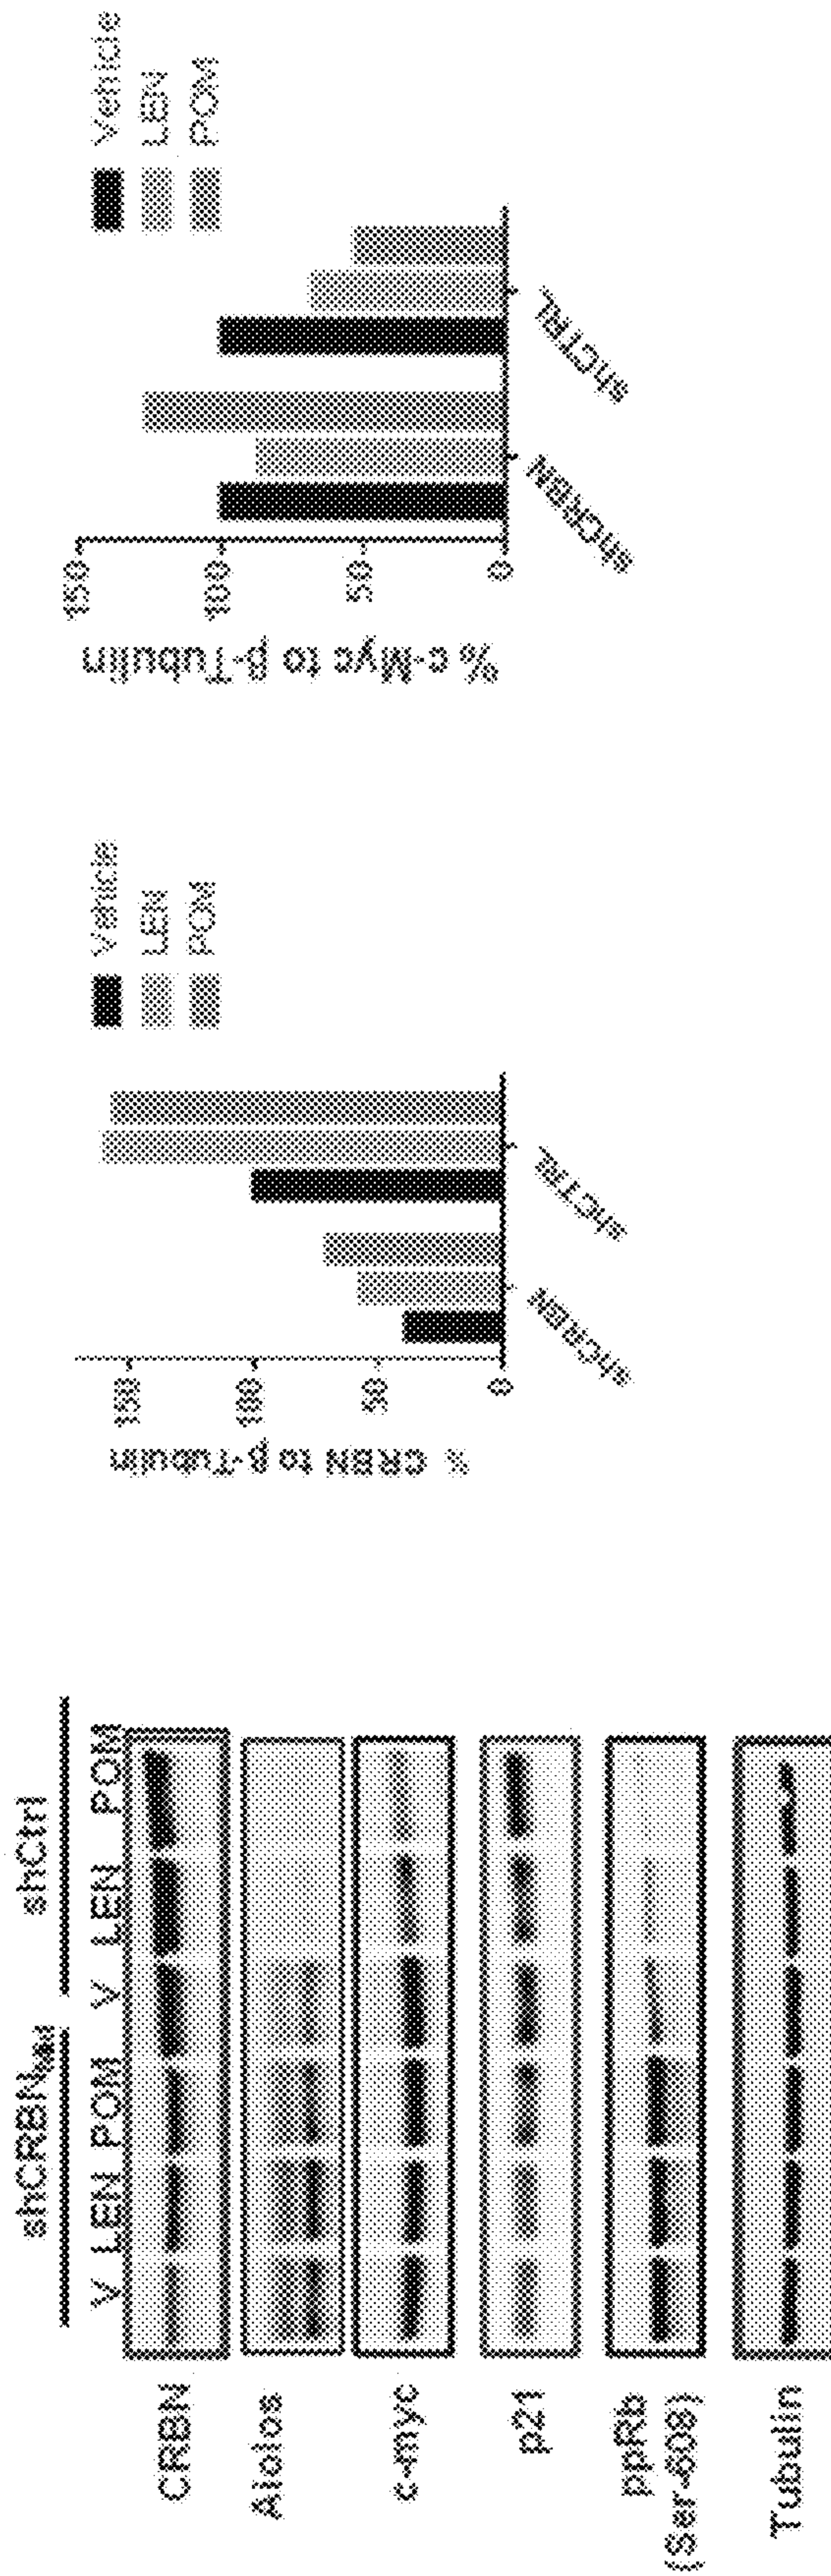 shCRBN shCtrl
V LEN POM V LEN POM
CRBN
Aiolos
c-myc
p21
ppRb
(Ser-608)
Tubulin
% CRBN to β-Tubulin
150
100
50
0
shCRBN
shCTRL
Vehicle
LEN
POM
% c-Myc to β-Tubulin
150
100
50
0
shCRBN
shCTRL
Vehicle
LEN
POM